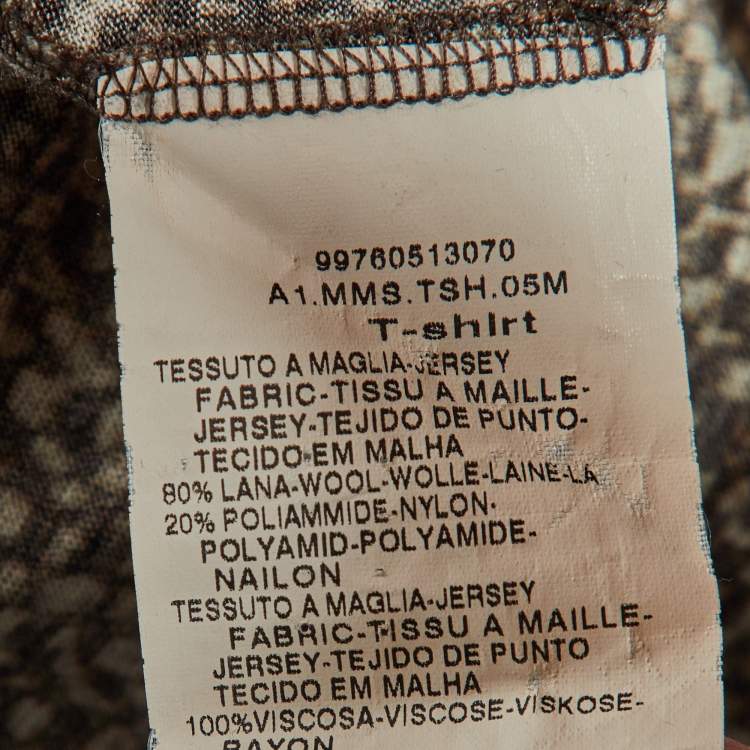 99760513070
A1.MMS.TSH.05M
T-shirt
TESSUTO A MAGLIA-JERSEY
FABRIC-TISSU A MAILLE-
JERSEY-TEJIDO DE PUNTO-
TECIDO-EM MALHA
80% LANA-WOOL-WOLLE-LAINE-LA
20% POLIAMMIDE-NYLON-
POLYAMID-POLYAMIDE-
NAILON
TESSUTO A MAGLIA-JERSEY
FABRIC-TISSU A MAILLE-
JERSEY-TEJIDO DE PUNTO
TECIDO EM MALHA
100%VISCOSA-VISCOSE-VISKOSE-
RAYON